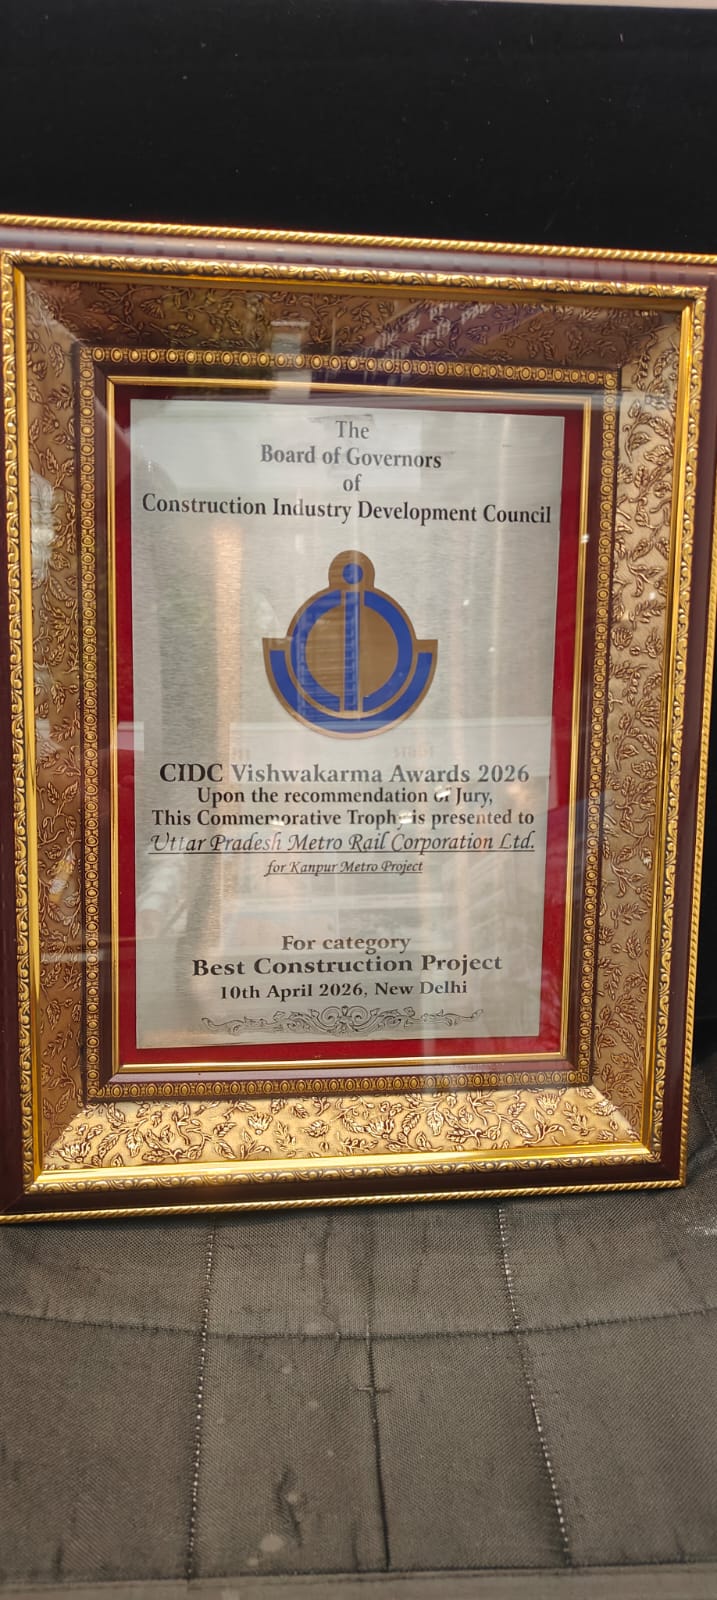 The
Board of Governors
of
Construction Industry Development Council
CIDC Vishwakarma Awards 2026
Upon the recommendation of Jury,
This Commemorative Trophy is presented to
Uttar Pradesh Metro Rail Corporation Ltd.
for Kanpur Metro Project
For category
Best Construction Project
10th April 2026, New Delhi